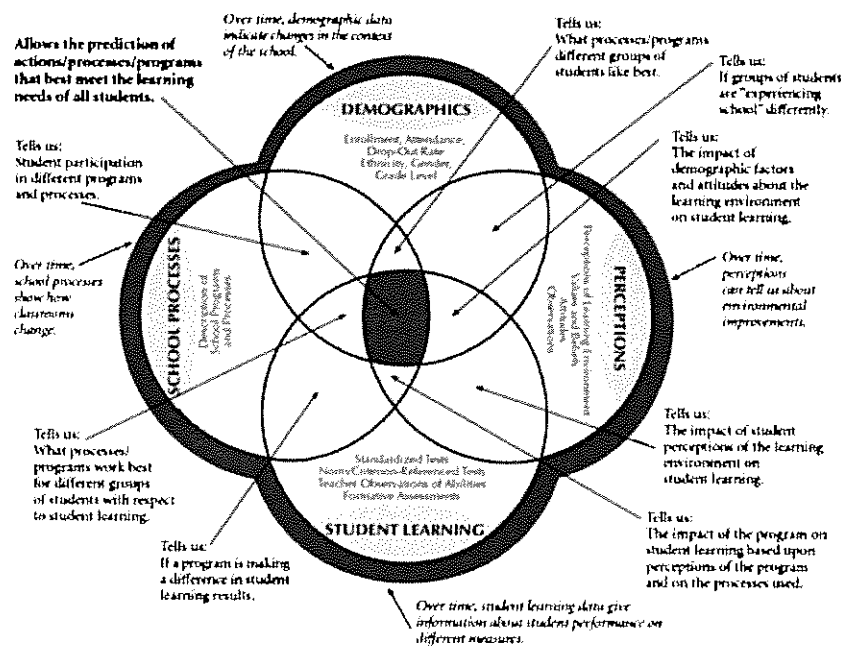 Allows the prediction of
actions/processes/programs
that best meet the learning
needs of all students.
Over time, demographic data
indicate changes in the context
of the school.
Tells us:
What processes/programs
different groups of
students like best.
Tells us:
If groups of students
are "experiencing
school" differently.
Tells us:
Student participation
in different programs
and processes.
DEMOGRAPHICS
Enrollment, Attendance,
Drop-Out Rate
Ethnicity, Gender,
Grade Level
Tells us:
The impact of
demographic factors
and attitudes about the
learning environment
on student learning.
Over time,
school processes
show how
classrooms
change.
SCHOOL PROCESSES
Description of
School Programs
and Processes
PERCEPTIONS
Perceptions of Learning Environment
Values and Beliefs
Attitudes
Observations
Over time,
perceptions
can tell us about
environmental
improvements.
Tells us:
What processes/
programs work best
for different groups
of students with respect
to student learning.
Standardized Tests
Norm/Criterion-Referenced Tests
Teacher Observations of Abilities
Formative Assessments
STUDENT LEARNING
Tells us:
The impact of student
perceptions of the learning
environment on
student learning.
Tells us:
If a program is making
a difference in student
learning results.
Tells us:
The impact of the program on
student learning based upon
perceptions of the program
and on the processes used.
Over time, student learning data give
information about student performance on
different measures.